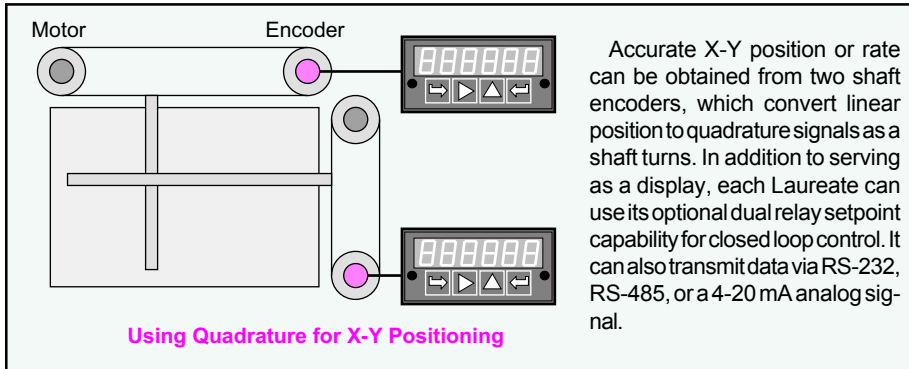 Motor
Encoder
888888
888888
Using Quadrature for X-Y Positioning
Accurate X-Y position or rate
can be obtained from two shaft
encoders, which convert linear
position to quadrature signals as a
shaft turns. In addition to serving
as a display, each Laureate can
use its optional dual relay setpoint
capability for closed loop control. It
can also transmit data via RS-232,
RS-485, or a 4-20 mA analog sig-
nal.